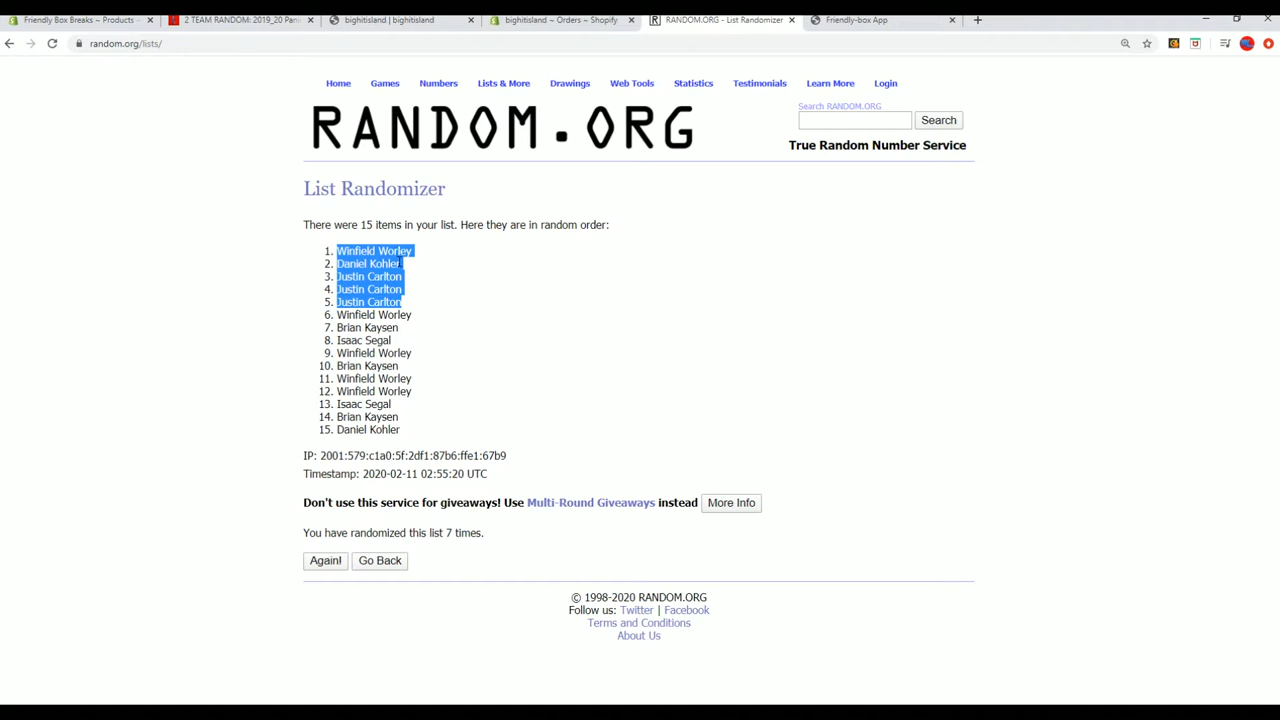 Friendly Box Breaks ~ Products
2 TEAM RANDOM: 2019_20 Pani
bighitisland | bighitisland
bighitisland ~ Orders ~ Shopify
RANDOM.ORG - List Randomizer
Friendly-box App
random.org/lists/
Home Games Numbers Lists & More Drawings Web Tools Statistics Testimonials Learn More Login
RANDOM.ORG
Search RANDOM.ORG
Search
True Random Number Service
List Randomizer
There were 15 items in your list. Here they are in random order:
1. Winfield Worley
2. Daniel Kohler
3. Justin Carlton
4. Justin Carlton
5. Justin Carlton
6. Winfield Worley
7. Brian Kaysen
8. Isaac Segal
9. Winfield Worley
10. Brian Kaysen
11. Winfield Worley
12. Winfield Worley
13. Isaac Segal
14. Brian Kaysen
15. Daniel Kohler
IP: 2001:579:c1a0:5f:2df1:87b6:ffe1:67b9
Timestamp: 2020-02-11 02:55:20 UTC
Don't use this service for giveaways! Use Multi-Round Giveaways instead More Info
You have randomized this list 7 times.
Again! Go Back
© 1998-2020 RANDOM.ORG
Follow us: Twitter | Facebook
Terms and Conditions
About Us